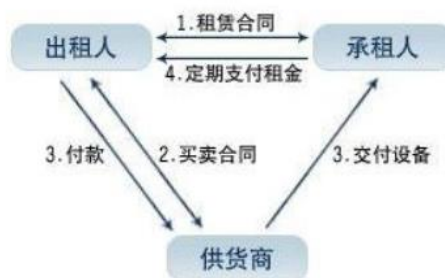 1.租赁合同
出租人
承租人
4.定期支付租金
3.付款
2.买卖合同
3.交付设备
供货商